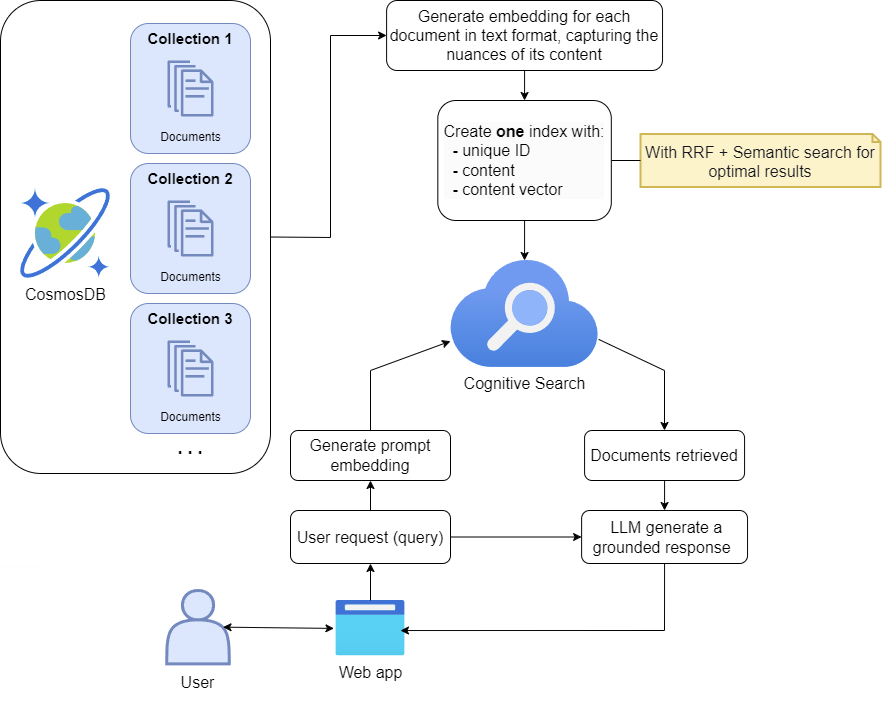 Collection 1
Documents
Collection 2
Documents
CosmosDB
Collection 3
Documents
...
Generate embedding for each
document in text format, capturing the
nuances of its content
Create one index with:
- unique ID
- content
- content vector
With RRF + Semantic search for
optimal results
Cognitive Search
Generate prompt
embedding
Documents retrieved
User request (query)
LLM generate a
grounded response
User
Web app